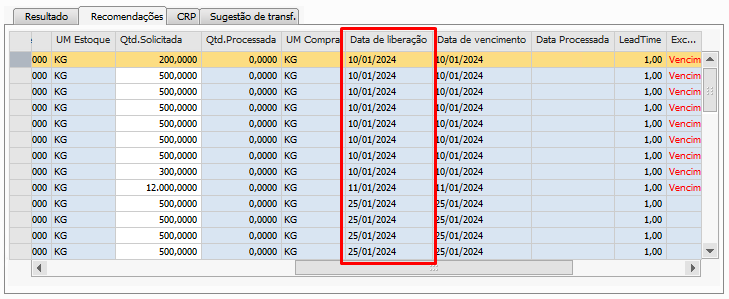 Resultado Recomendações CRP Sugestão de transf.
UM Estoque Qtd.Solicitada Qtd.Processada UM Compra Data de liberação Data de vencimento Data Processada LeadTime Exc...
000 KG 200,0000 0,0000 KG 10/01/2024 10/01/2024 1,00 Vencim
000 KG 500,0000 0,0000 KG 10/01/2024 10/01/2024 1,00 Vencim
000 KG 500,0000 0,0000 KG 10/01/2024 10/01/2024 1,00 Vencim
000 KG 500,0000 0,0000 KG 10/01/2024 10/01/2024 1,00 Vencim
000 KG 500,0000 0,0000 KG 10/01/2024 10/01/2024 1,00 Vencim
000 KG 500,0000 0,0000 KG 10/01/2024 10/01/2024 1,00 Vencim
000 KG 500,0000 0,0000 KG 10/01/2024 10/01/2024 1,00 Vencim
000 KG 300,0000 0,0000 KG 10/01/2024 10/01/2024 1,00 Vencim
000 KG 12.000,0000 0,0000 KG 11/01/2024 11/01/2024 1,00 Vencim
000 KG 500,0000 0,0000 KG 25/01/2024 25/01/2024 1,00
000 KG 500,0000 0,0000 KG 25/01/2024 25/01/2024 1,00
000 KG 500,0000 0,0000 KG 25/01/2024 25/01/2024 1,00
000 KG 500,0000 0,0000 KG 25/01/2024 25/01/2024 1,00